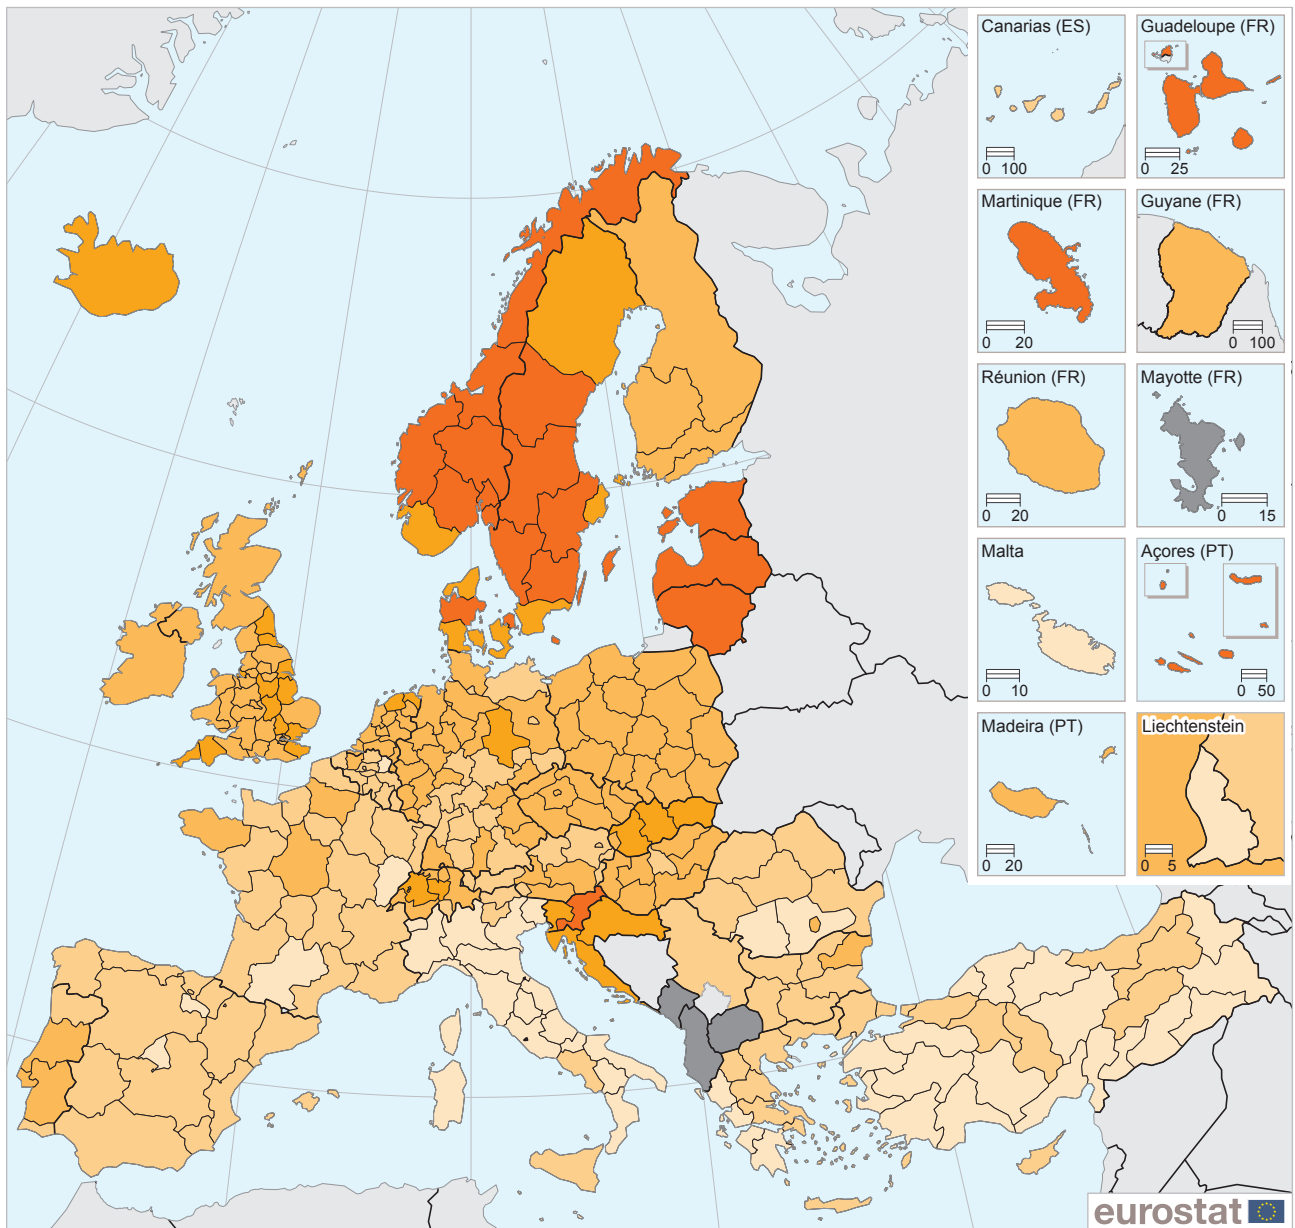 Canarias (ES)
0 100
Guadeloupe (FR)
0 25
Martinique (FR)
0 20
Guyane (FR)
0 100
Réunion (FR)
0 20
Mayotte (FR)
0 15
Malta
0 10
Açores (PT)
0 50
Madeira (PT)
0 20
Liechtenstein
0 5
eurostat